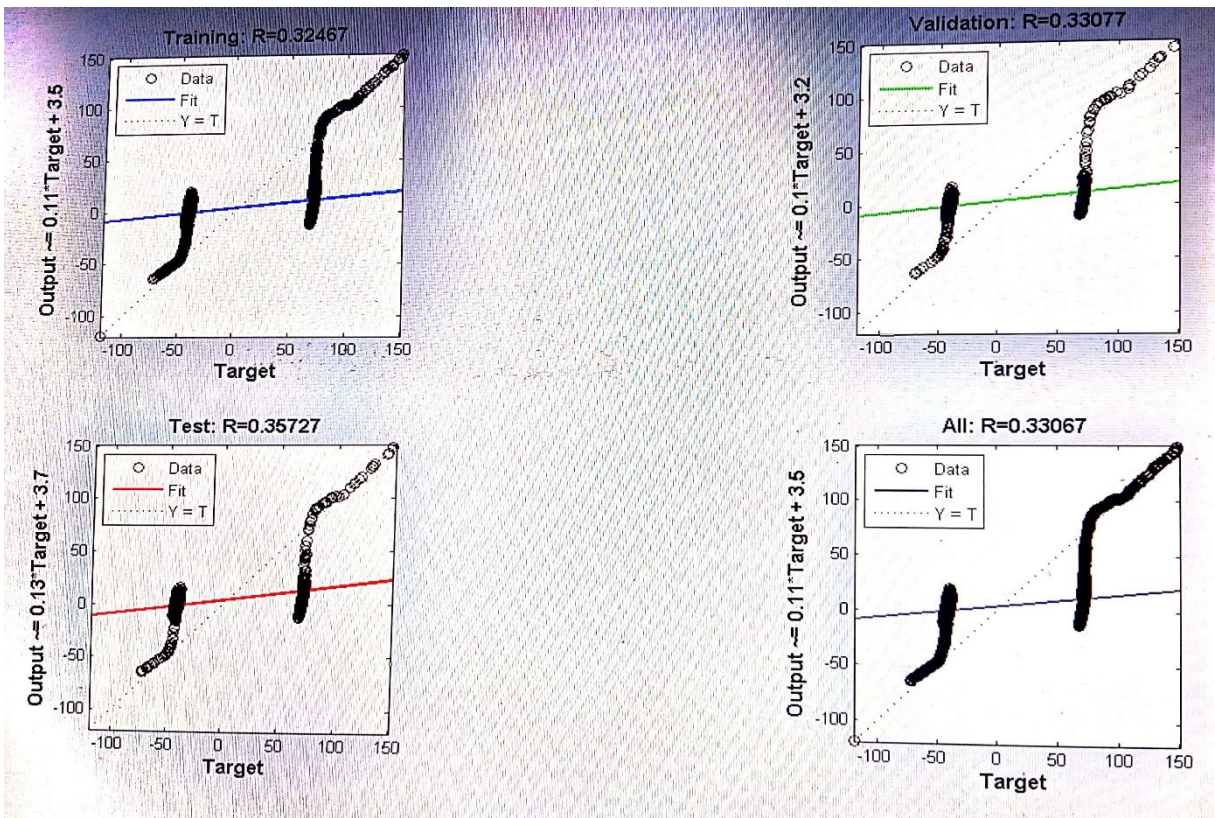 Training: R=0.32467
Output ~= 0.11*Target + 3.5
Data
Fit
Y = T
150
100
50
0
-50
-100
-100 -50 0 50 100 150
Target
Validation: R=0.33077
Output ~= 0.1*Target + 3.2
Data
Fit
Y = T
150
100
50
0
-50
-100
-100 -50 0 50 100 150
Target
Test: R=0.35727
Output ~= 0.13*Target + 3.7
Data
Fit
Y = T
150
100
50
0
-50
-100
-100 -50 0 50 100 150
Target
All: R=0.33067
Output ~= 0.11*Target + 3.5
Data
Fit
Y = T
150
100
50
0
-50
-100
-100 -50 0 50 100 150
Target